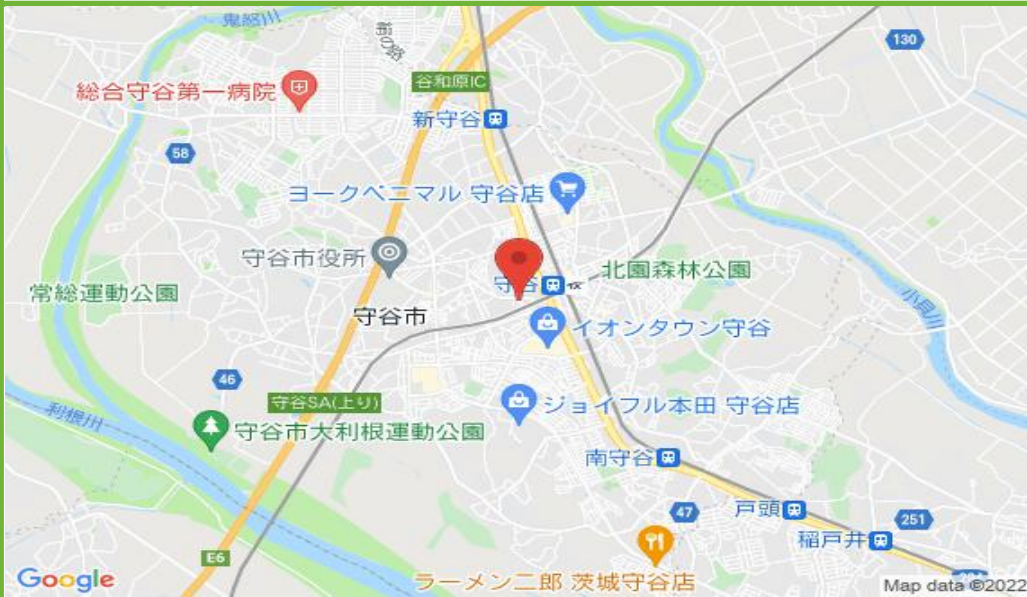 鬼怒川
絹の路
130
谷和原IC
総合守谷第一病院
新守谷
58
ヨークベニマル 守谷店
守谷市役所
北園森林公園
守谷
TX
常総運動公園
小貝川
守谷市
イオンタウン守谷
46
守谷SA(上り)
ジョイフル本田 守谷店
利根川
守谷市大利根運動公園
南守谷
47
戸頭
251
稲戸井
E6
Google
ラーメン二郎 茨城守谷店
Map data ©2022